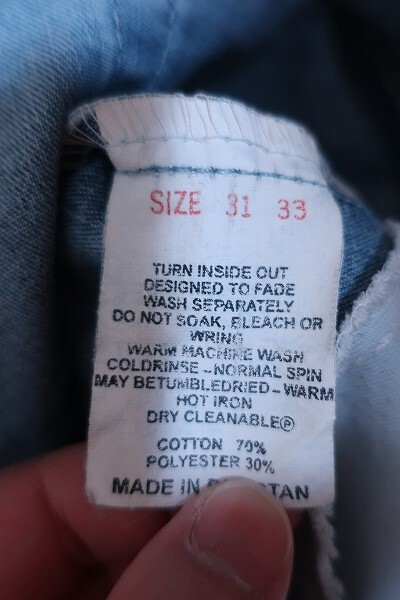 SIZE 31 33
TURN INSIDE OUT
DESIGNED TO FADE
WASH SEPARATELY
DO NOT SOAK, BLEACH OR
WRING
WARM MACHINE WASH
COLDRINSE-NORMAL SPIN
MAY BETUMBLEDRIED-WARM
HOT IRON
DRY CLEANABLEⓅ
COTTON 70%
POLYESTER 30%
MADE IN